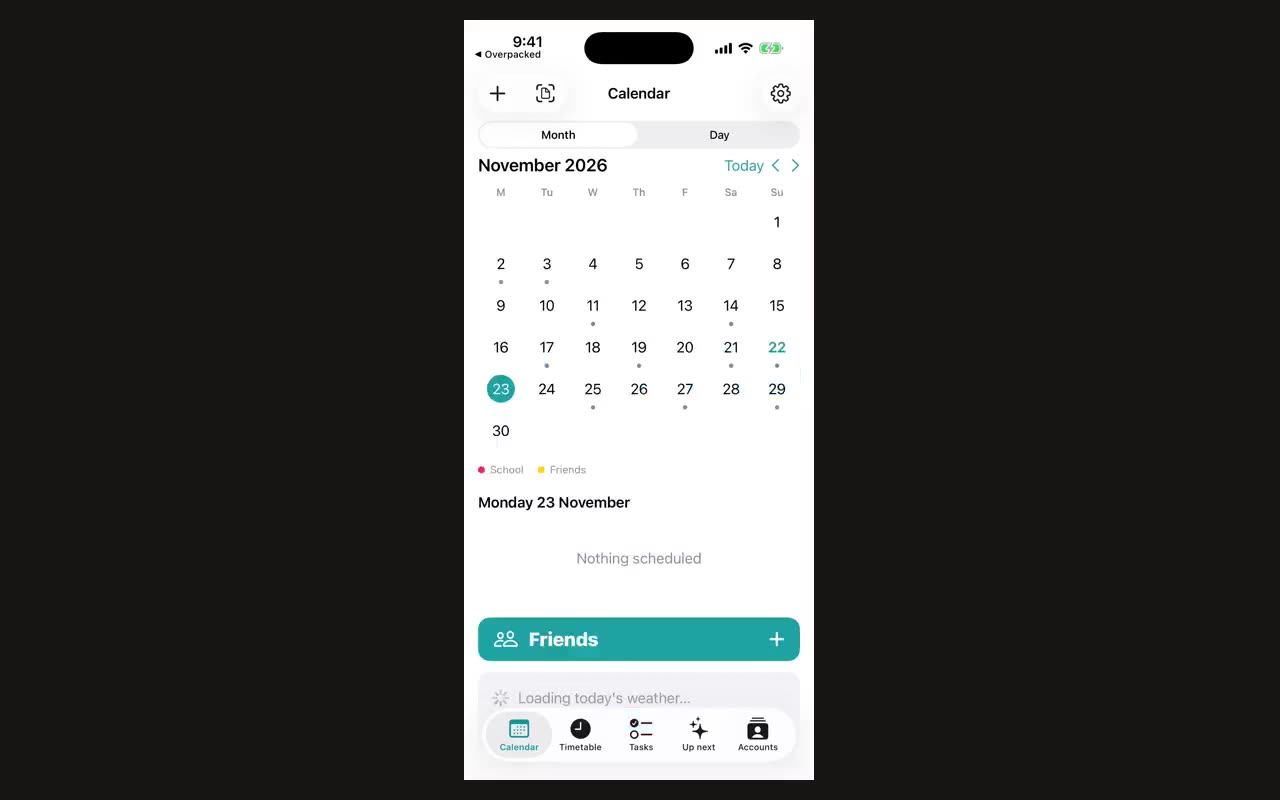 9:41
◀ Overpacked
Calendar
Month Day
November 2026 Today
M Tu W Th F Sa Su
1
2 3 4 5 6 7 8
9 10 11 12 13 14 15
16 17 18 19 20 21 22
23 24 25 26 27 28 29
30
School Friends
Monday 23 November
Nothing scheduled
Friends
Loading today's weather...
Calendar Timetable Tasks Up next Accounts